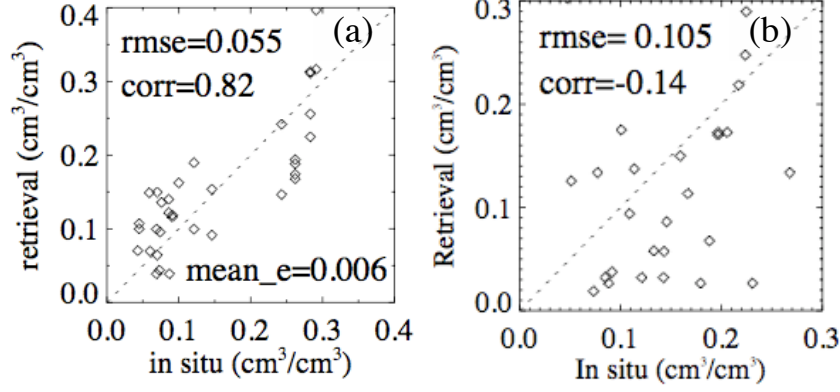 (a)
rmse=0.055
corr=0.82
mean_e=0.006
retrieval (cm³/cm³)
0.4
0.3
0.2
0.1
0.0
0.0 0.1 0.2 0.3 0.4
in situ (cm³/cm³)
(b)
rmse= 0.105
corr=-0.14
Retrieval (cm³/cm³)
0.3
0.2
0.1
0.0
0.0 0.1 0.2 0.3
In situ (cm³/cm³)